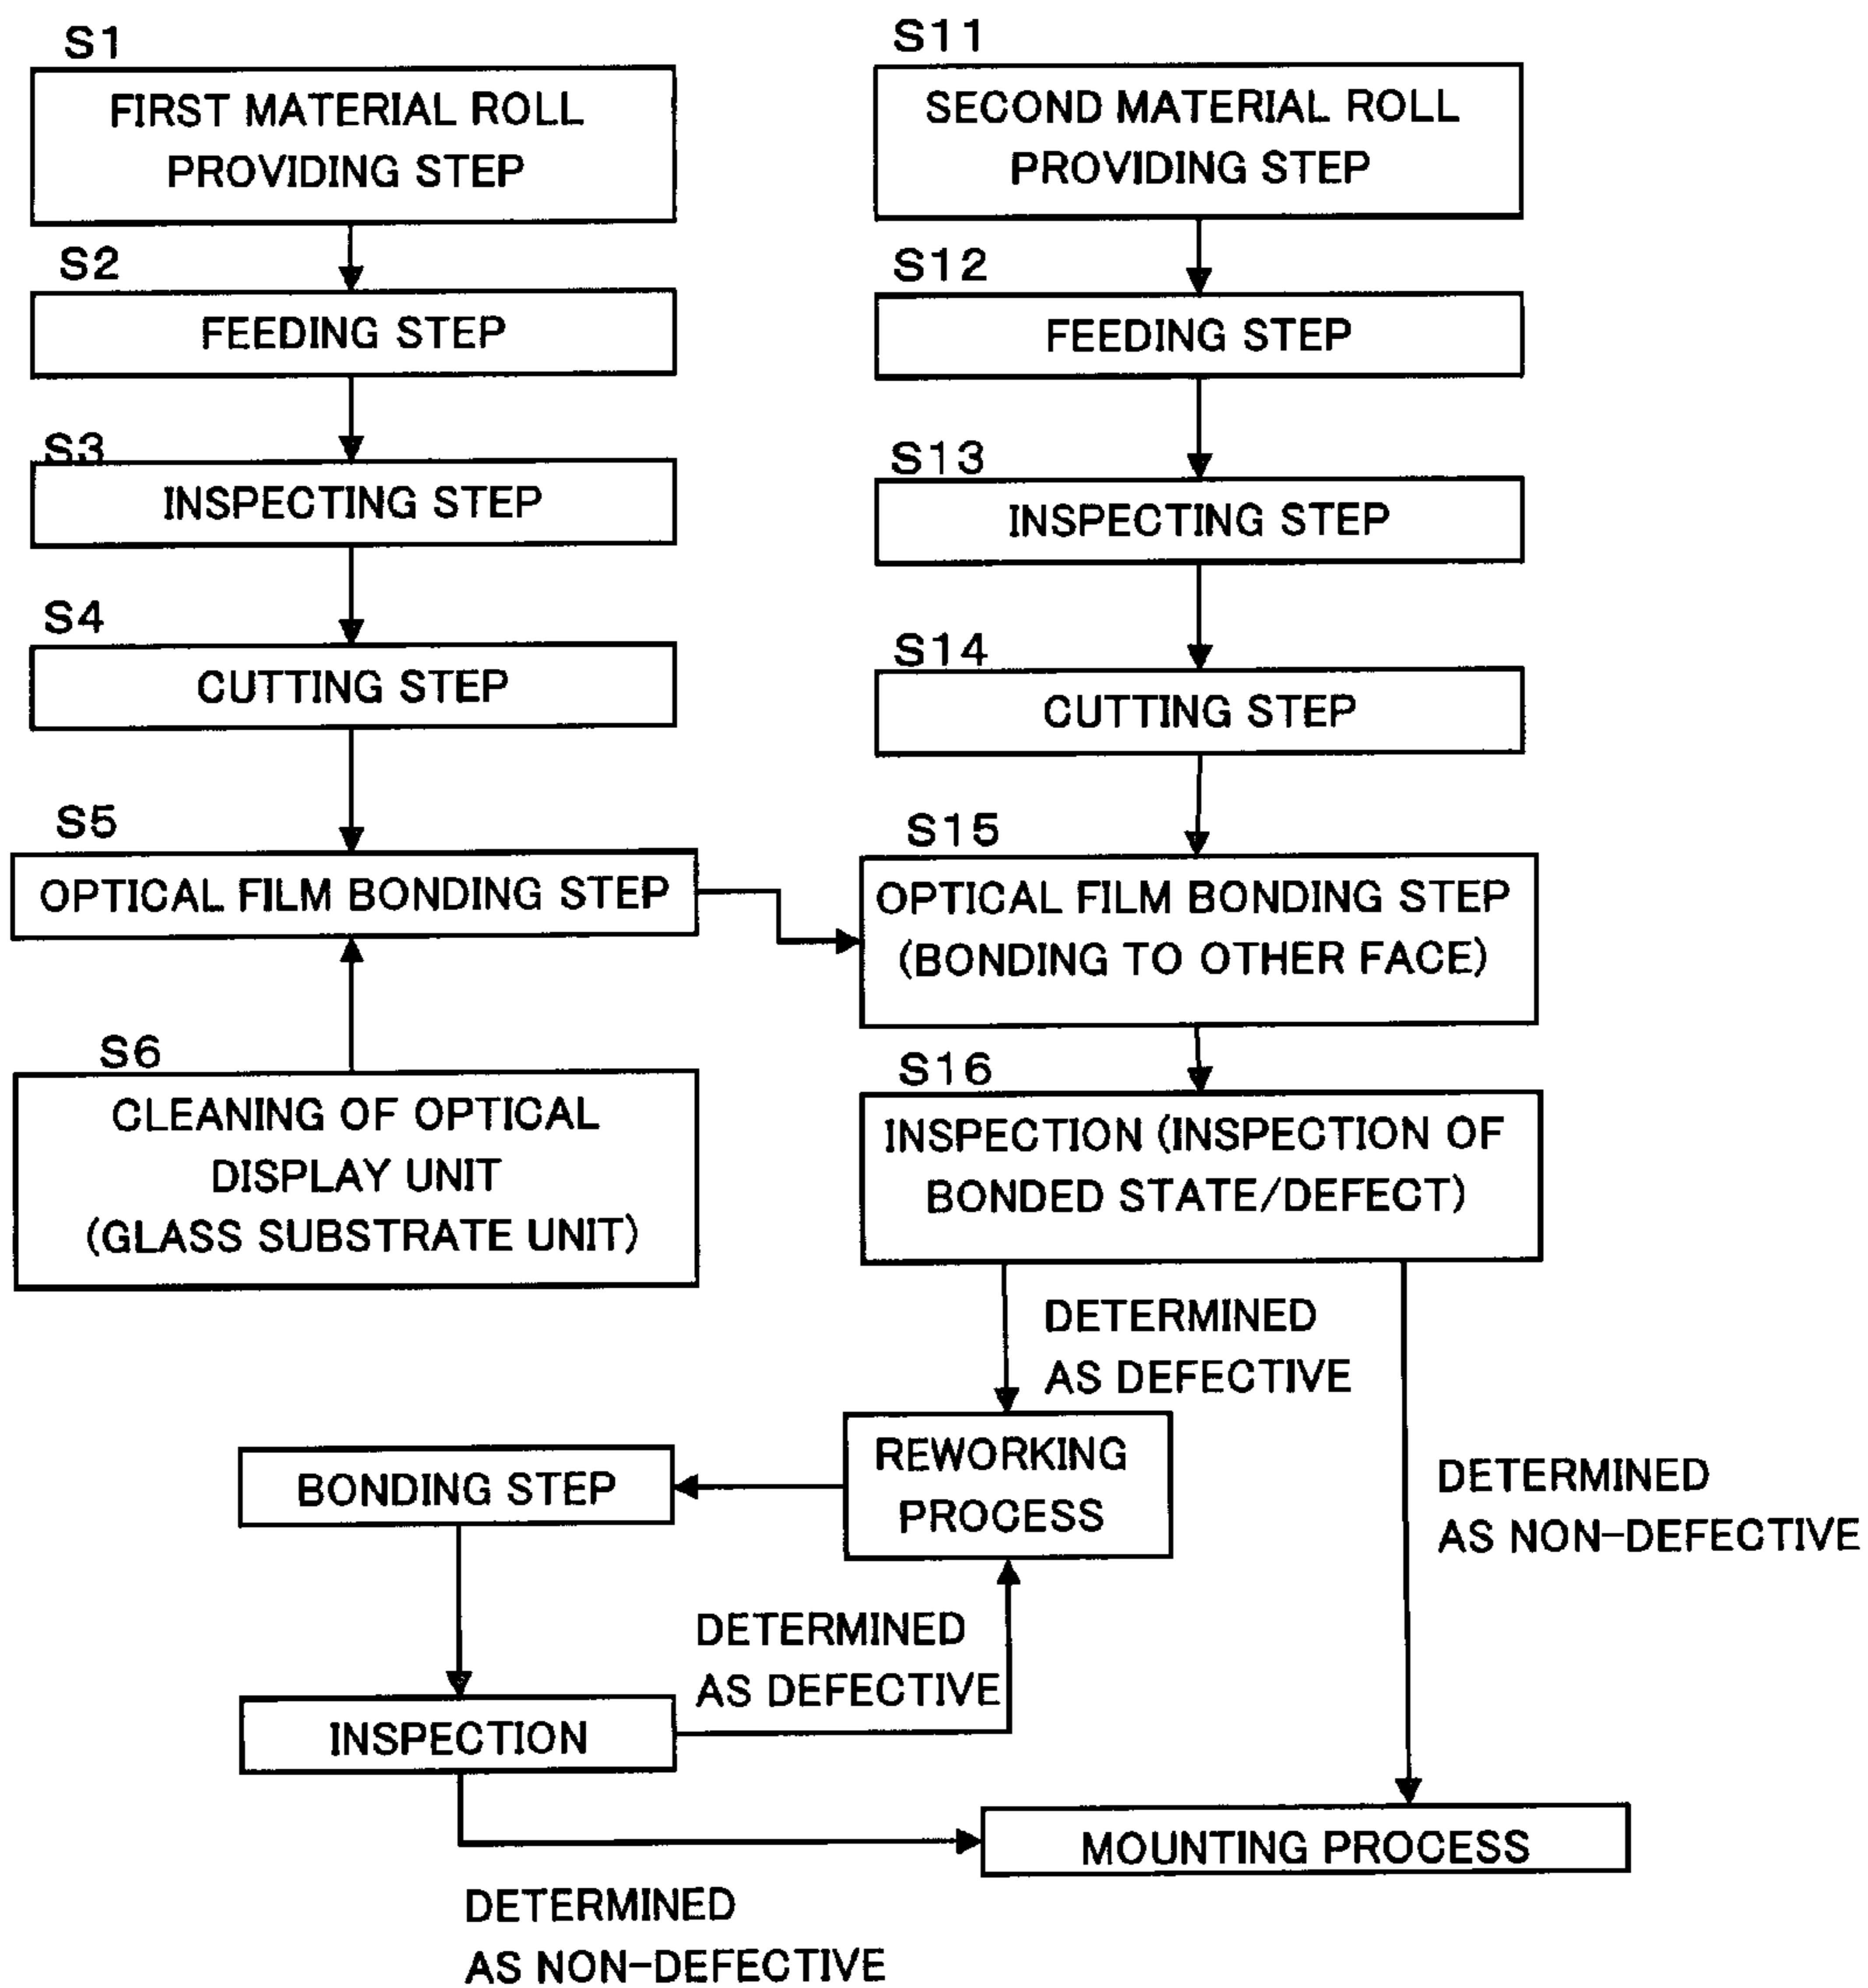 S1
FIRST MATERIAL ROLL
PROVIDING STEP
S2
FEEDING STEP
S3
INSPECTING STEP
S4
CUTTING STEP
S5
OPTICAL FILM BONDING STEP
S6
CLEANING OF OPTICAL
DISPLAY UNIT
(GLASS SUBSTRATE UNIT)
S11
SECOND MATERIAL ROLL
PROVIDING STEP
S12
FEEDING STEP
S13
INSPECTING STEP
S14
CUTTING STEP
S15
OPTICAL FILM BONDING STEP
(BONDING TO OTHER FACE)
S16
INSPECTION (INSPECTION OF
BONDED STATE/DEFECT)
DETERMINED
AS DEFECTIVE
REWORKING
PROCESS
DETERMINED
AS NON-DEFECTIVE
BONDING STEP
DETERMINED
AS DEFECTIVE
INSPECTION
MOUNTING PROCESS
DETERMINED
AS NON-DEFECTIVE